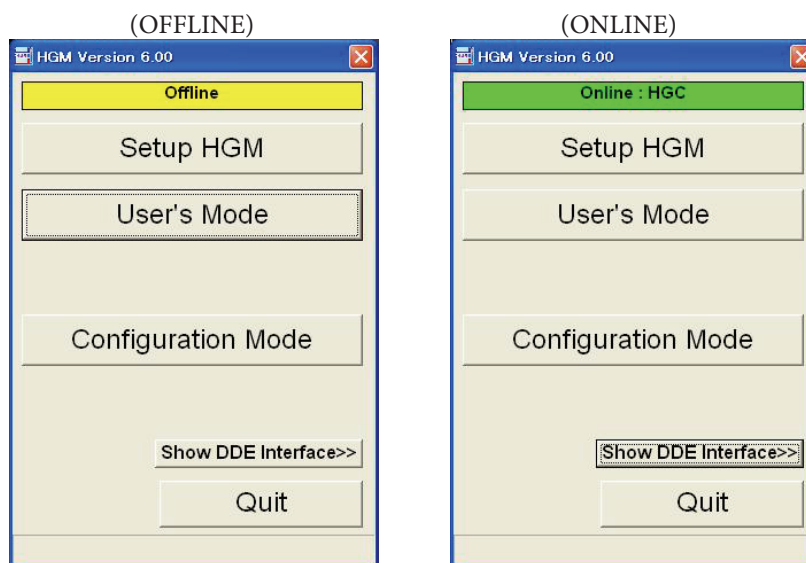 (OFFLINE)
HGM Version 6.00
Offline
Setup HGM
User's Mode
Configuration Mode
Show DDE Interface>>
Quit
(ONLINE)
HGM Version 6.00
Online : HGC
Setup HGM
User's Mode
Configuration Mode
Show DDE Interface>>
Quit